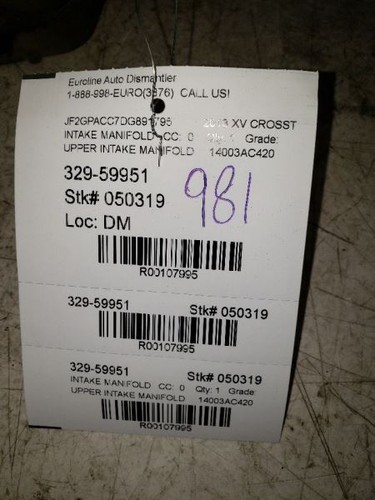 Euroline Auto Dismantler
1-888-998-EURO(3876) CALL US!
JF2GPACC7DG891795 2013 XV CROSST
INTAKE MANIFOLD CC: 0 Qty: 1 Grade:
UPPER INTAKE MANIFOLD 14003AC420
329-59951
981
Stk# 050319
Loc: DM
R00107995
329-59951 Stk# 050319
R00107995
329-59951 Stk# 050319
INTAKE MANIFOLD CC: 0 Qty: 1 Grade:
UPPER INTAKE MANIFOLD 14003AC420
R00107995